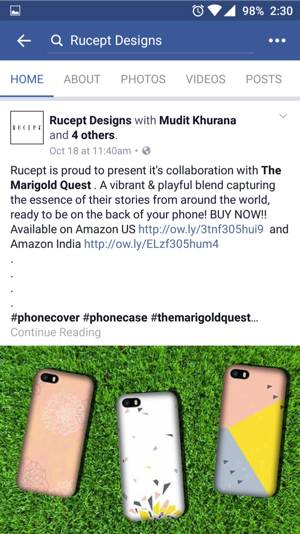 98% 2:30
Rucept Designs
HOME ABOUT PHOTOS VIDEOS POSTS
RUCEPT
Rucept Designs with Mudit Khurana
and 4 others.
Oct 18 at 11:40am •
Rucept is proud to present it's collaboration with The
Marigold Quest . A vibrant & playful blend capturing
the essence of their stories from around the world,
ready to be on the back of your phone! BUY NOW!!
Available on Amazon US http://ow.ly/3tnf305hui9 and
Amazon India http://ow.ly/ELzf305hum4
.
.
.
.
#phonecover #phonecase #themarigoldquest...
Continue Reading